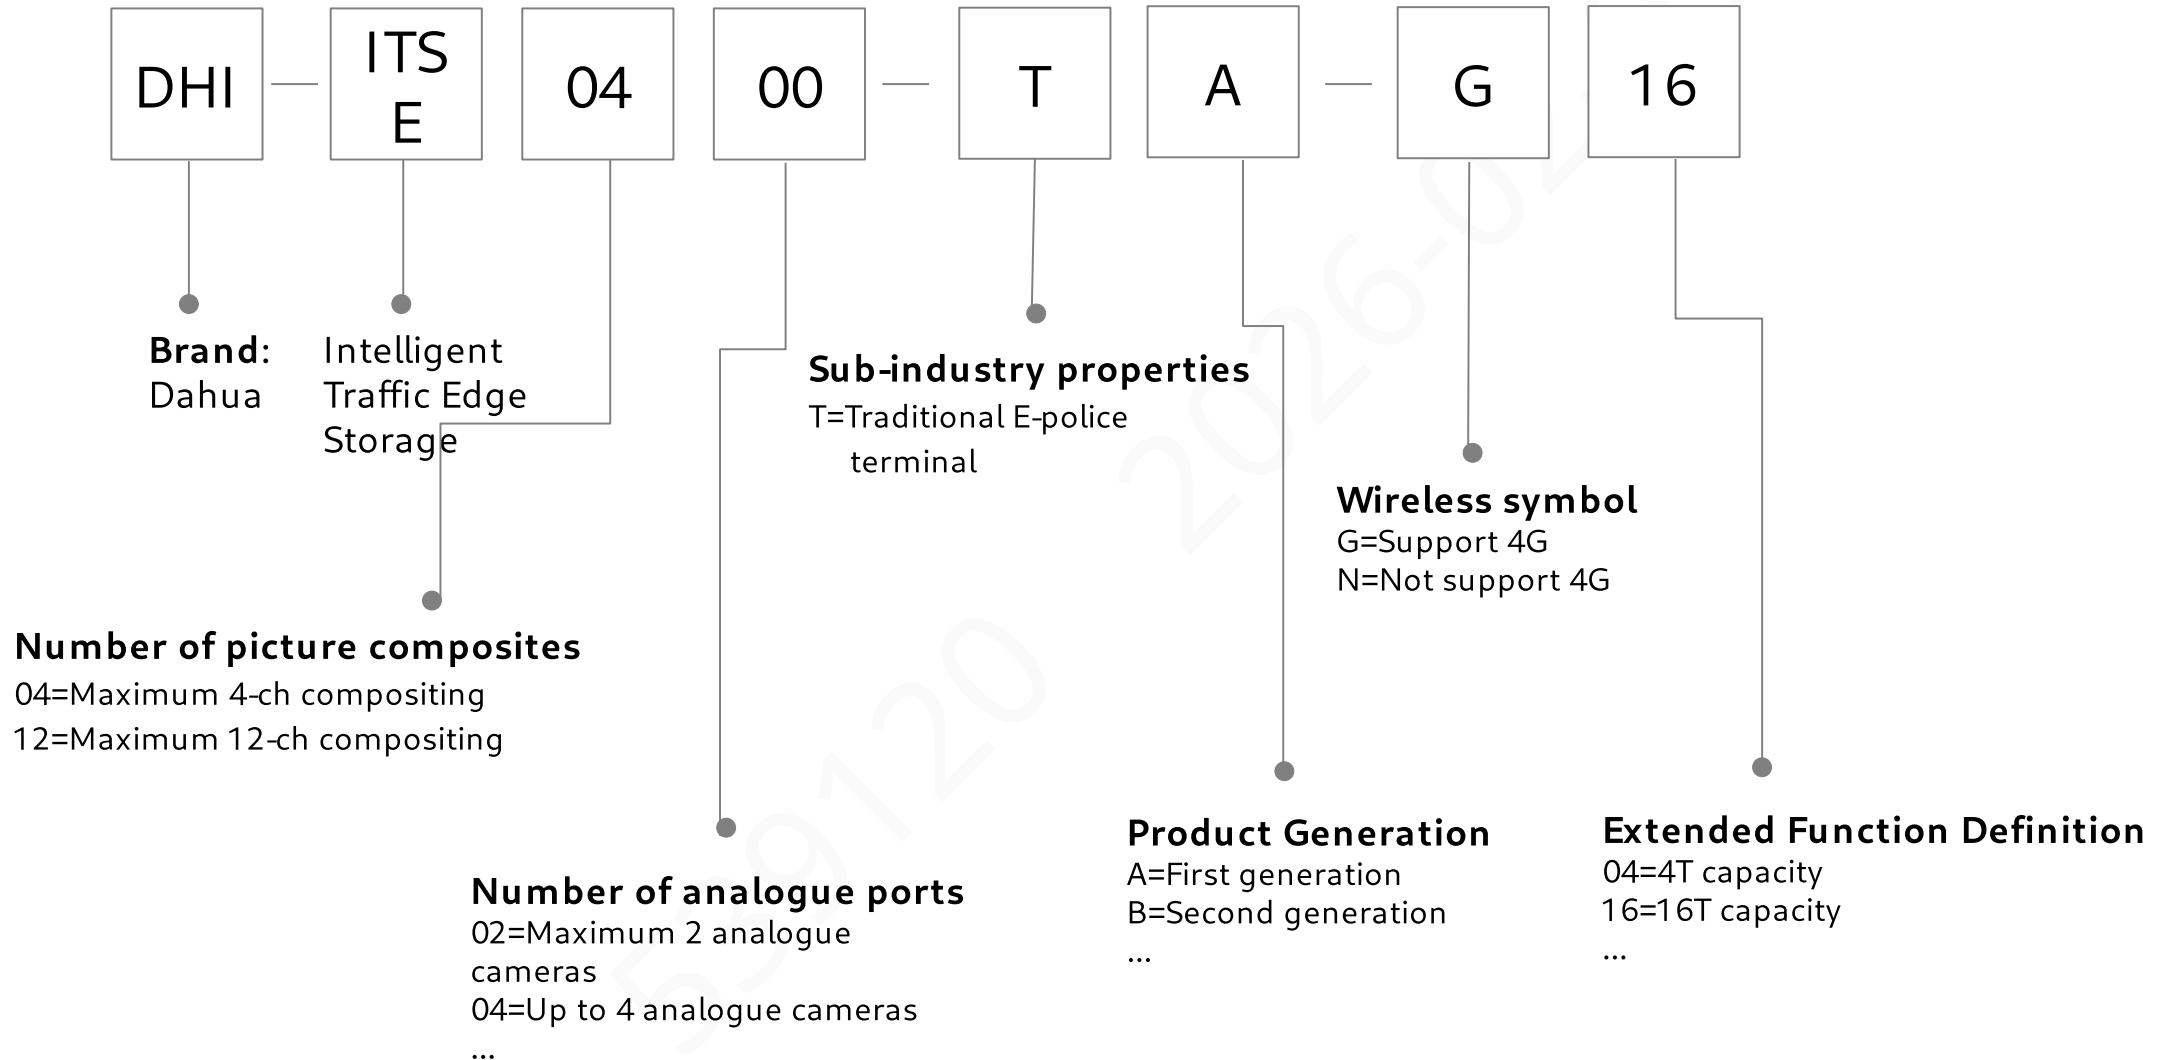 DHI
ITS
E
04
00
T
A
G
16
Brand:
Dahua
Intelligent
Traffic Edge
Storage
Sub-industry properties
T=Traditional E-police
terminal
Wireless symbol
G=Support 4G
N=Not support 4G
Number of picture composites
04=Maximum 4-ch compositing
12=Maximum 12-ch compositing
Number of analogue ports
02=Maximum 2 analogue
cameras
04=Up to 4 analogue cameras
...
Product Generation
A=First generation
B=Second generation
...
Extended Function Definition
04=4T capacity
16=16T capacity
...